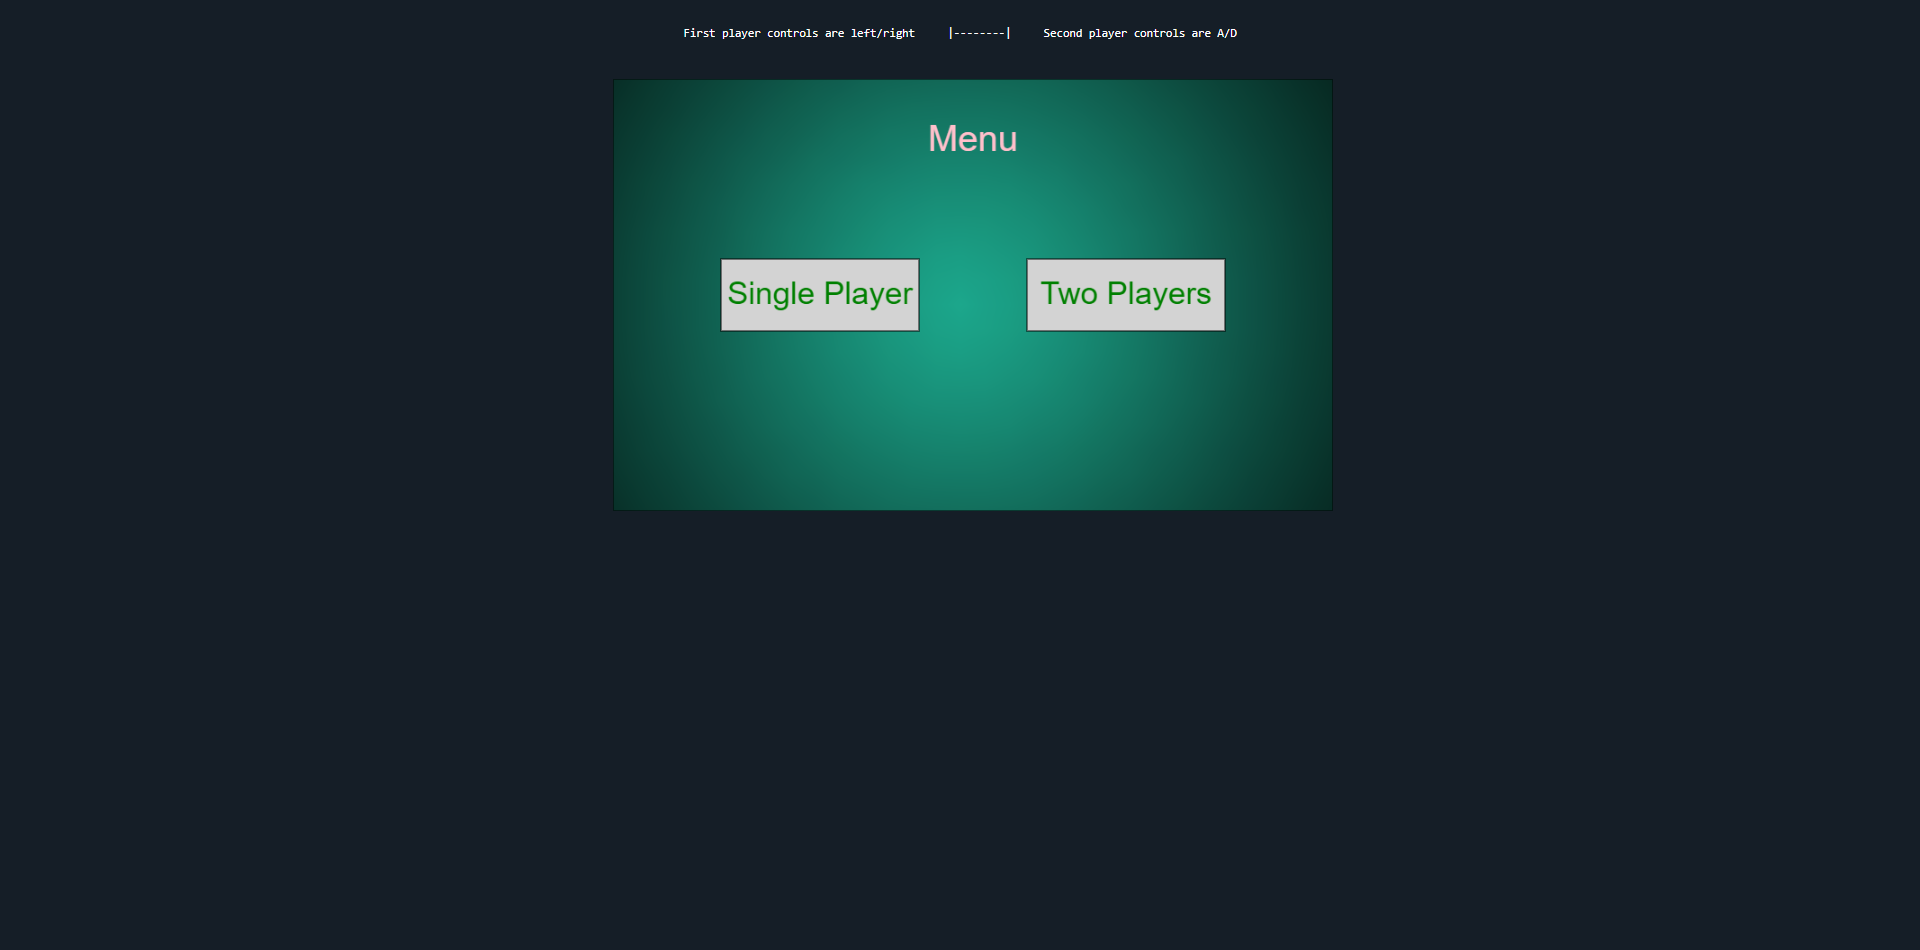 First player controls are left/right |--------| Second player controls are A/D
Menu
Single Player
Two Players